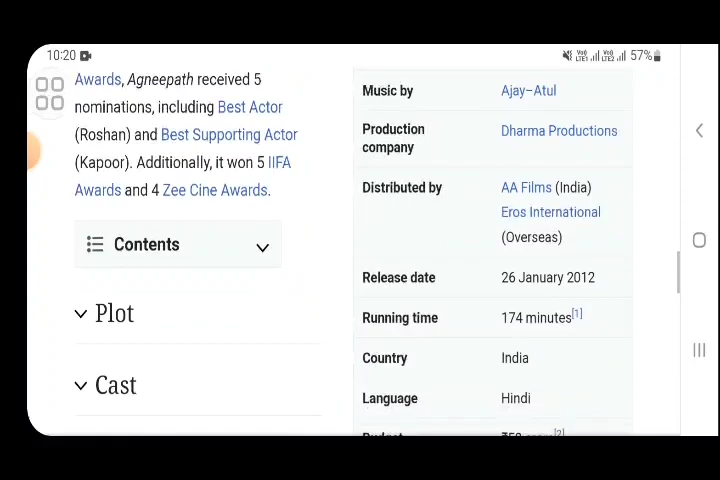 10:20
57%
Awards, Agneepath received 5
nominations, including Best Actor
(Roshan) and Best Supporting Actor
(Kapoor). Additionally, it won 5 IIFA
Awards and 4 Zee Cine Awards.
Contents
Plot
Cast
Music by Ajay–Atul
Production
company
Dharma Productions
Distributed by AA Films (India)
Eros International
(Overseas)
Release date 26 January 2012
Running time 174 minutes[1]
Country India
Language Hindi